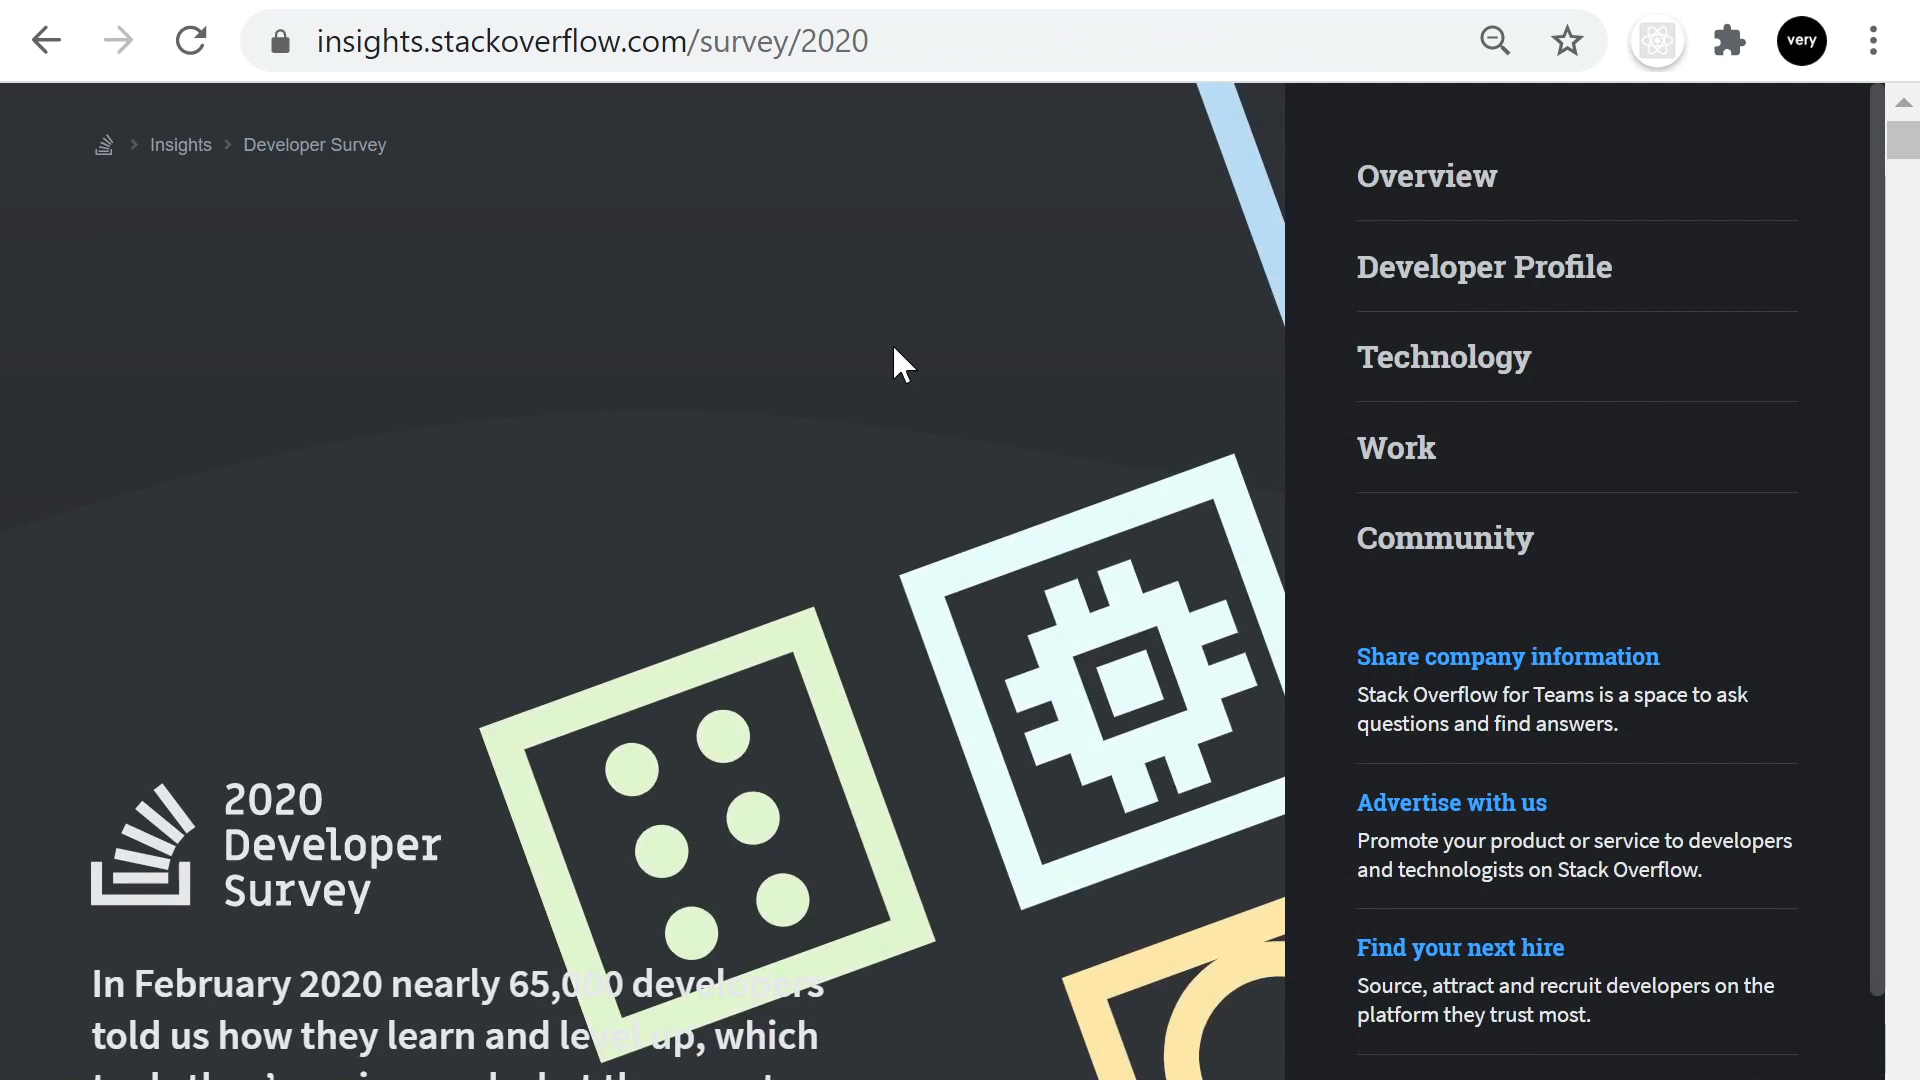 insights.stackoverflow.com/survey/2020
very
Insights
Developer Survey
Overview
Developer Profile
Technology
Work
Community
Share company information
Stack Overflow for Teams is a space to ask
questions and find answers.
Advertise with us
Promote your product or service to developers
and technologists on Stack Overflow.
Find your next hire
Source, attract and recruit developers on the
platform they trust most.
2020
Developer
Survey
In February 2020 nearly 65,000 developers
told us how they learn and level up, which